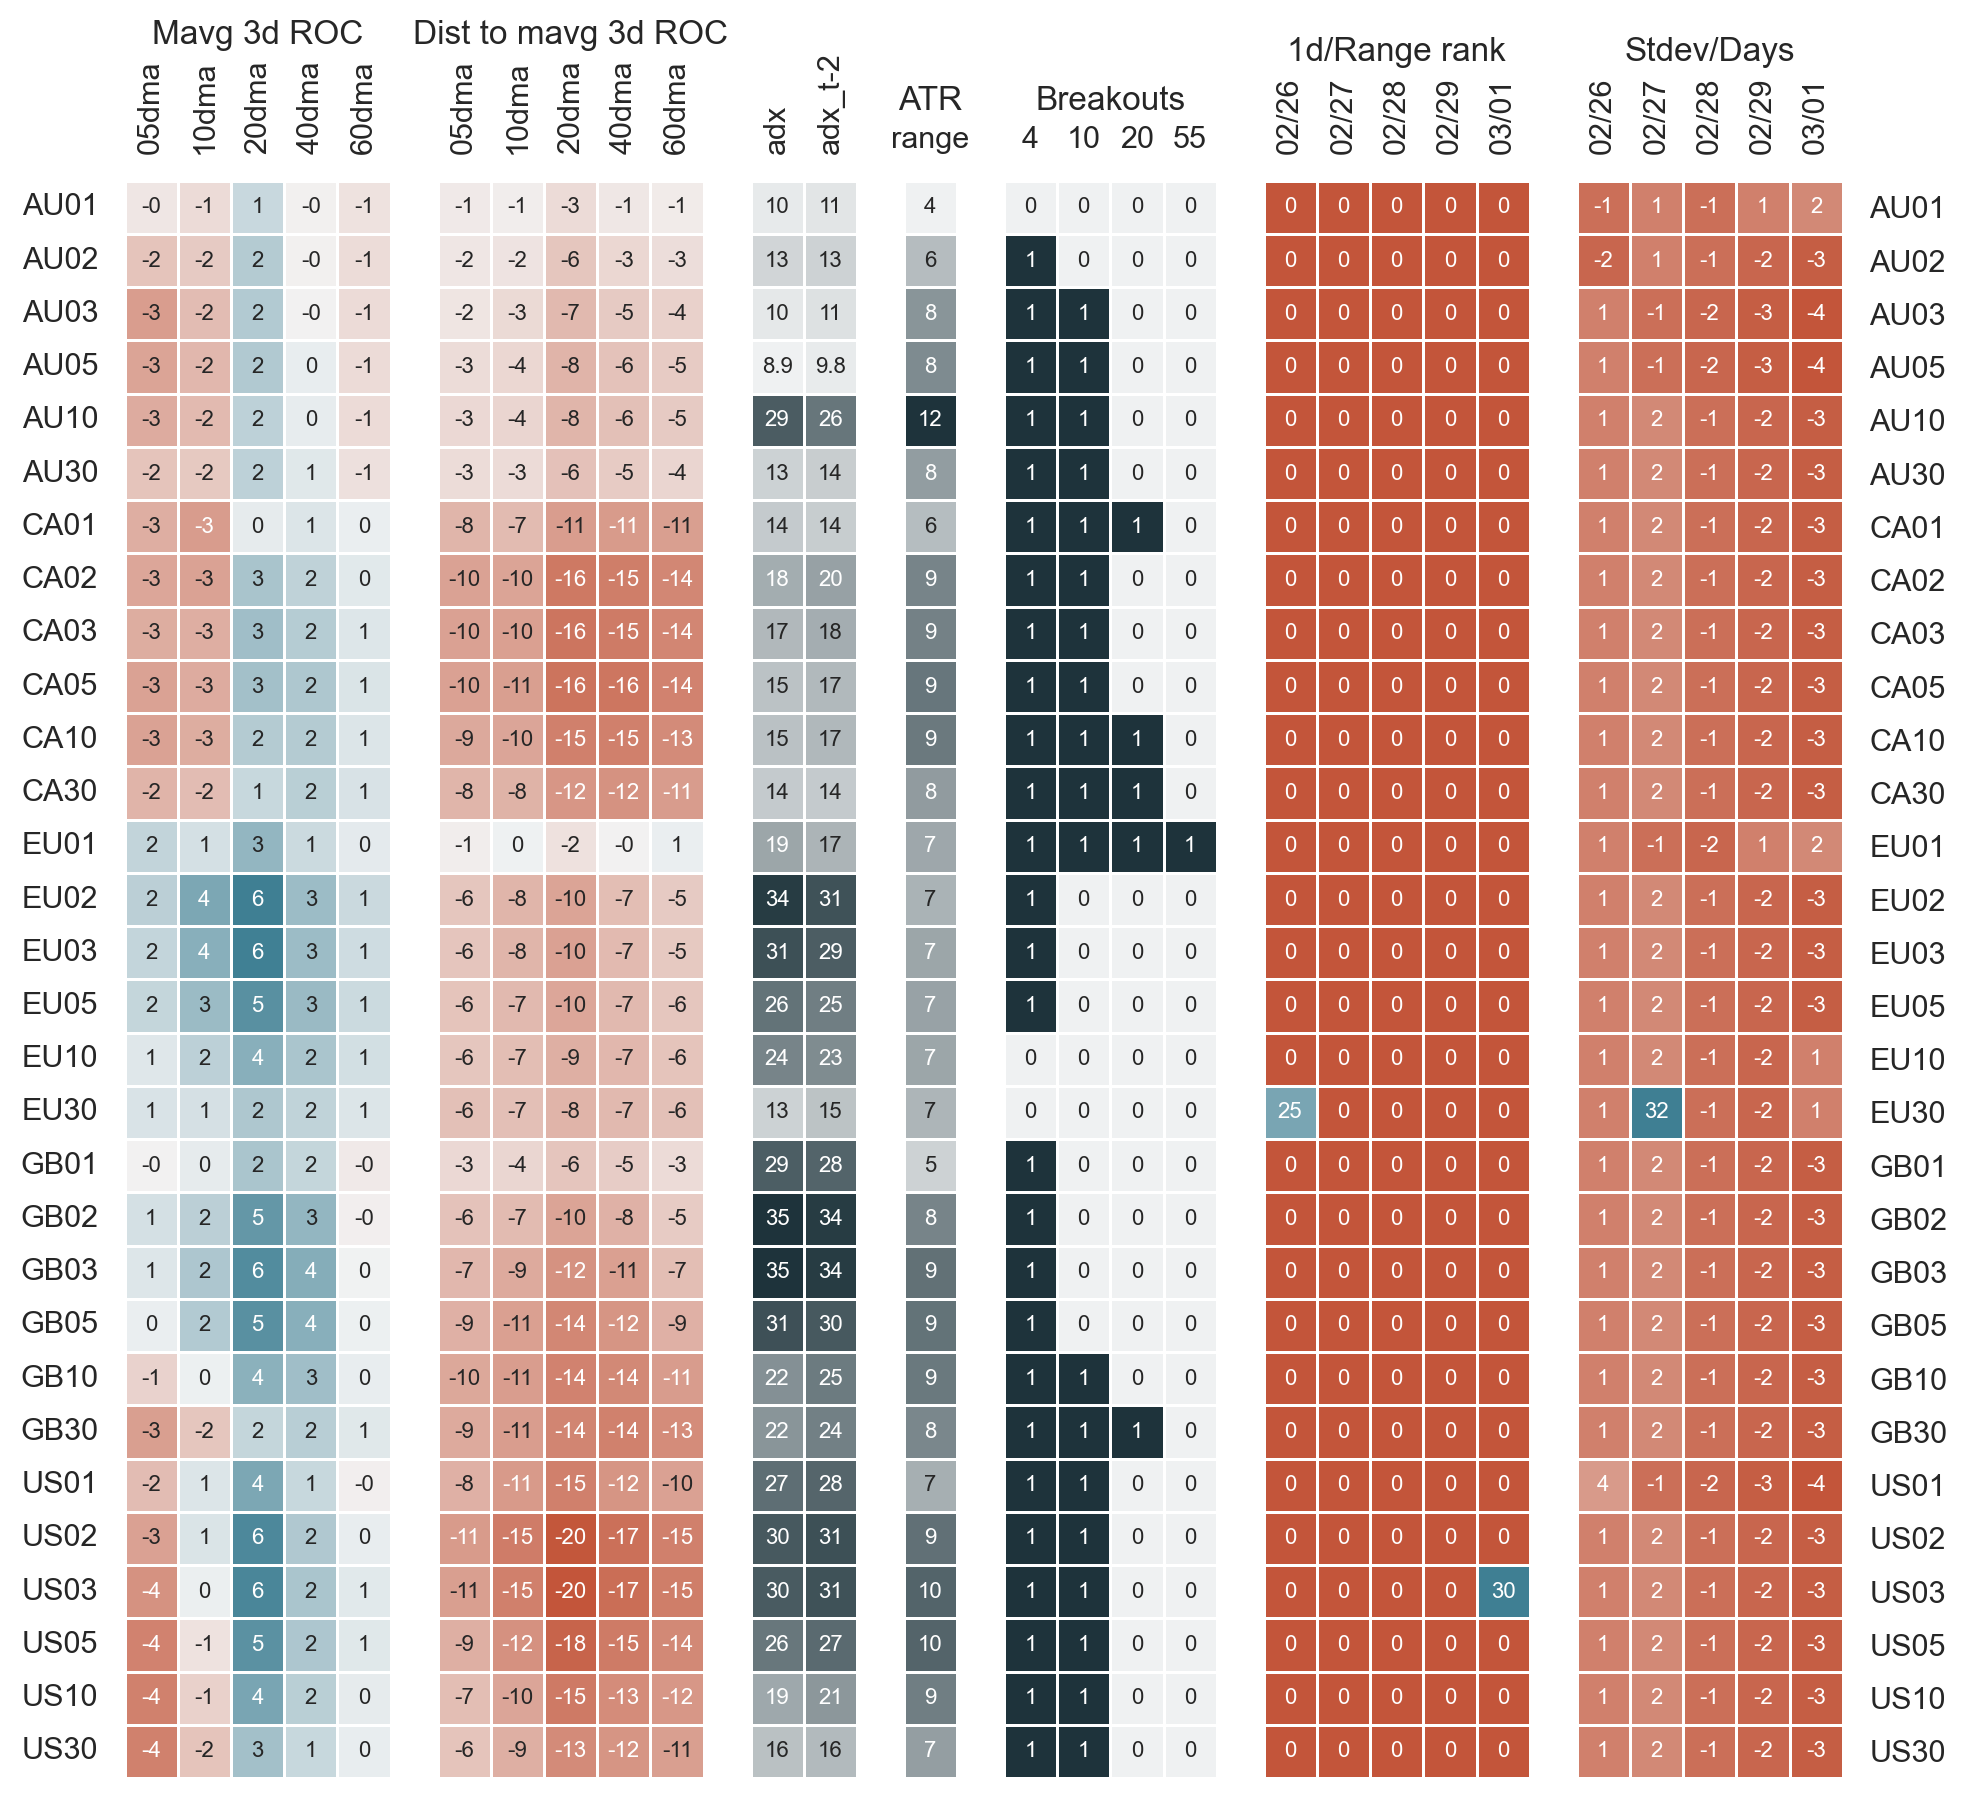 Mavg 3d ROC Dist to mavg 3d ROC 1d/Range rank Stdev/Days
05dma 10dma 20dma 40dma 60dma 05dma 10dma 20dma 40dma 60dma adx adx_t-2 ATR range Breakouts 4 10 20 55 02/26 02/27 02/28 02/29 03/01 02/26 02/27 02/28 02/29 03/01
AU01 -0 -1 1 -0 -1 -1 -1 -3 -1 -1 10 11 4 0 0 0 0 0 0 0 0 0 -1 1 -1 1 2 AU01
AU02 -2 -2 2 -0 -1 -2 -2 -6 -3 -3 13 13 6 1 0 0 0 0 0 0 0 0 -2 1 -1 -2 -3 AU02
AU03 -3 -2 2 -0 -1 -2 -3 -7 -5 -4 10 11 8 1 1 0 0 0 0 0 0 0 1 -1 -2 -3 -4 AU03
AU05 -3 -2 2 0 -1 -3 -4 -8 -6 -5 8.9 9.8 8 1 1 0 0 0 0 0 0 0 1 -1 -2 -3 -4 AU05
AU10 -3 -2 2 0 -1 -3 -4 -8 -6 -5 29 26 12 1 1 0 0 0 0 0 0 0 1 2 -1 -2 -3 AU10
AU30 -2 -2 2 1 -1 -3 -3 -6 -5 -4 13 14 8 1 1 0 0 0 0 0 0 0 1 2 -1 -2 -3 AU30
CA01 -3 -3 0 1 0 -8 -7 -11 -11 -11 14 14 6 1 1 1 0 0 0 0 0 0 1 2 -1 -2 -3 CA01
CA02 -3 -3 3 2 0 -10 -10 -16 -15 -14 18 20 9 1 1 0 0 0 0 0 0 0 1 2 -1 -2 -3 CA02
CA03 -3 -3 3 2 1 -10 -10 -16 -15 -14 17 18 9 1 1 0 0 0 0 0 0 0 1 2 -1 -2 -3 CA03
CA05 -3 -3 3 2 1 -10 -11 -16 -16 -14 15 17 9 1 1 0 0 0 0 0 0 0 1 2 -1 -2 -3 CA05
CA10 -3 -3 2 2 1 -9 -10 -15 -15 -13 15 17 9 1 1 1 0 0 0 0 0 0 1 2 -1 -2 -3 CA10
CA30 -2 -2 1 2 1 -8 -8 -12 -12 -11 14 14 8 1 1 1 0 0 0 0 0 0 1 2 -1 -2 -3 CA30
EU01 2 1 3 1 0 -1 0 -2 -0 1 19 17 7 1 1 1 1 0 0 0 0 0 1 -1 -2 1 2 EU01
EU02 2 4 6 3 1 -6 -8 -10 -7 -5 34 31 7 1 0 0 0 0 0 0 0 0 1 2 -1 -2 -3 EU02
EU03 2 4 6 3 1 -6 -8 -10 -7 -5 31 29 7 1 0 0 0 0 0 0 0 0 1 2 -1 -2 -3 EU03
EU05 2 3 5 3 1 -6 -7 -10 -7 -6 26 25 7 1 0 0 0 0 0 0 0 0 1 2 -1 -2 -3 EU05
EU10 1 2 4 2 1 -6 -7 -9 -7 -6 24 23 7 0 0 0 0 0 0 0 0 0 1 2 -1 -2 1 EU10
EU30 1 1 2 2 1 -6 -7 -8 -7 -6 13 15 7 0 0 0 0 25 0 0 0 0 1 32 -1 -2 1 EU30
GB01 -0 0 2 2 -0 -3 -4 -6 -5 -3 29 28 5 1 0 0 0 0 0 0 0 0 1 2 -1 -2 -3 GB01
GB02 1 2 5 3 -0 -6 -7 -10 -8 -5 35 34 8 1 0 0 0 0 0 0 0 0 1 2 -1 -2 -3 GB02
GB03 1 2 6 4 0 -7 -9 -12 -11 -7 35 34 9 1 0 0 0 0 0 0 0 0 1 2 -1 -2 -3 GB03
GB05 0 2 5 4 0 -9 -11 -14 -12 -9 31 30 9 1 0 0 0 0 0 0 0 0 1 2 -1 -2 -3 GB05
GB10 -1 0 4 3 0 -10 -11 -14 -14 -11 22 25 9 1 1 0 0 0 0 0 0 0 1 2 -1 -2 -3 GB10
GB30 -3 -2 2 2 1 -9 -11 -14 -14 -13 22 24 8 1 1 1 0 0 0 0 0 0 1 2 -1 -2 -3 GB30
US01 -2 1 4 1 -0 -8 -11 -15 -12 -10 27 28 7 1 1 0 0 0 0 0 0 0 4 -1 -2 -3 -4 US01
US02 -3 1 6 2 0 -11 -15 -20 -17 -15 30 31 9 1 1 0 0 0 0 0 0 0 1 2 -1 -2 -3 US02
US03 -4 0 6 2 1 -11 -15 -20 -17 -15 30 31 10 1 1 0 0 0 0 0 0 30 1 2 -1 -2 -3 US03
US05 -4 -1 5 2 1 -9 -12 -18 -15 -14 26 27 10 1 1 0 0 0 0 0 0 0 1 2 -1 -2 -3 US05
US10 -4 -1 4 2 0 -7 -10 -15 -13 -12 19 21 9 1 1 0 0 0 0 0 0 0 1 2 -1 -2 -3 US10
US30 -4 -2 3 1 0 -6 -9 -13 -12 -11 16 16 7 1 1 0 0 0 0 0 0 0 1 2 -1 -2 -3 US30